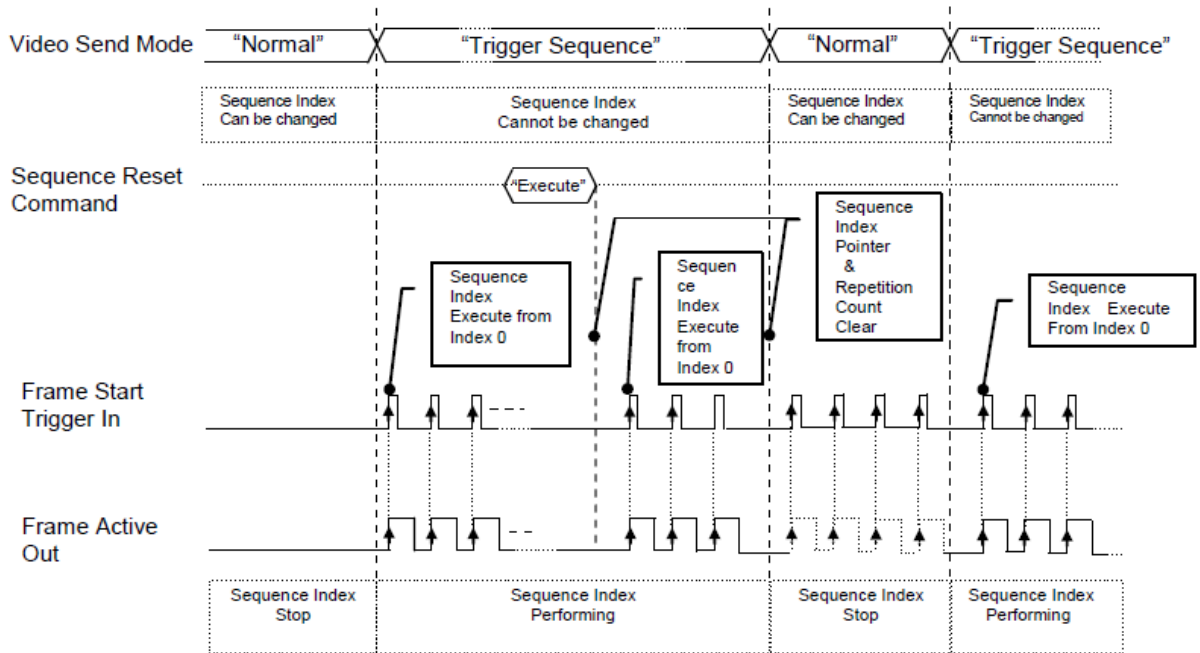 Video Send Mode
“Normal”
“Trigger Sequence”
“Normal”
“Trigger Sequence”
Sequence Index
Can be changed
Sequence Index
Cannot be changed
Sequence Index
Can be changed
Sequence Index
Cannot be changed
Sequence Reset
Command
“Execute”
Sequence
Index
Execute from
Index 0
Sequen
ce
Index
Execute
from
Index 0
Sequence
Index
Pointer
&
Repetition
Count
Clear
Sequence
Index Execute
From Index 0
Frame Start
Trigger In
Frame Active
Out
Sequence Index
Stop
Sequence Index
Performing
Sequence Index
Stop
Sequence Index
Performing